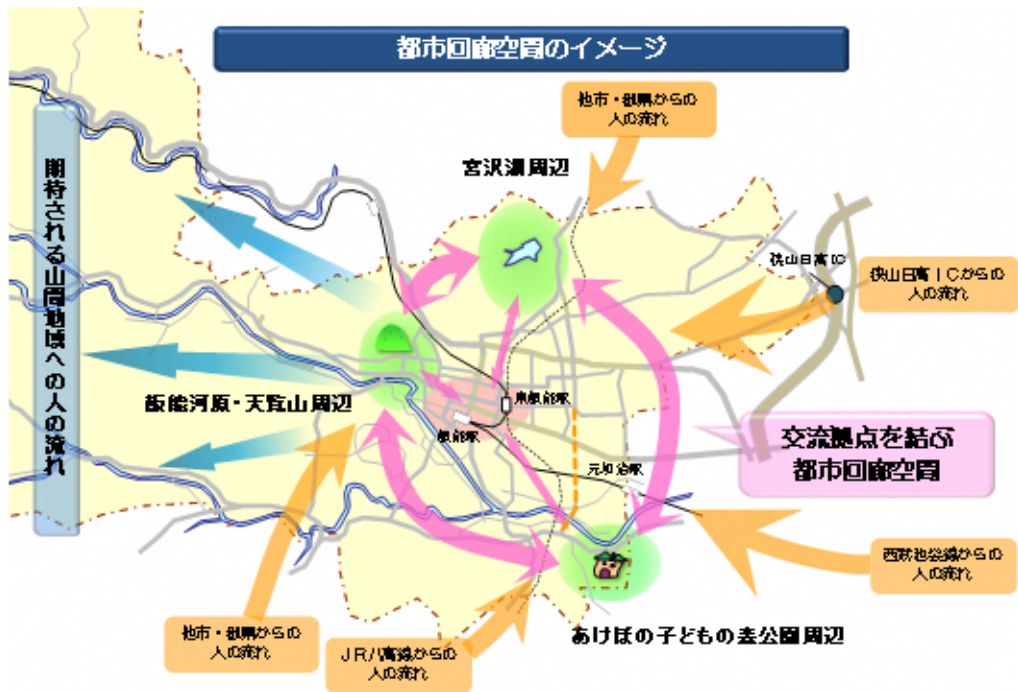 都市回廊空間のイメージ
他市・都県からの
人の流れ
宮沢湖周辺
期待される山間地域への人の流れ
狭山日高IC
狭山日高ICからの
人の流れ
飯能河原・天覧山周辺
東飯能駅
飯能駅
元加治駅
交流拠点を結ぶ
都市回廊空間
西武池袋線からの
人の流れ
他市・都県からの
人の流れ
JR八高線からの
人の流れ
あけぼの子どもの森公園周辺